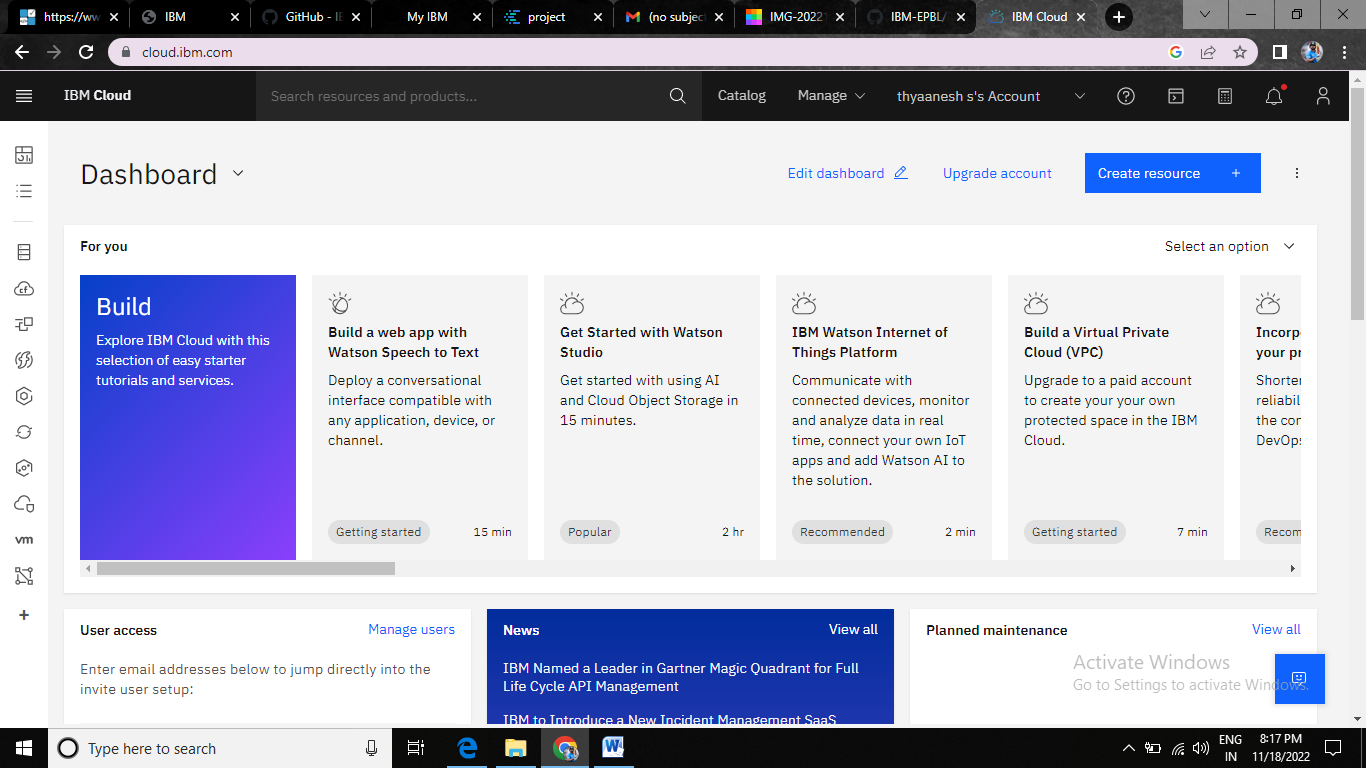 https://ww
IBM
GitHub - IB
My IBM
project
(no subjec
IMG-2022
IBM-EPBL/
IBM Cloud
cloud.ibm.com
IBM Cloud
Search resources and products...
Catalog
Manage
thyaanesh s's Account
Dashboard
Edit dashboard
Upgrade account
Create resource +
For you
Select an option
Build
Explore IBM Cloud with this
selection of easy starter
tutorials and services.
Build a web app with
Watson Speech to Text
Deploy a conversational
interface compatible with
any application, device, or
channel.
Getting started
15 min
Get Started with Watson
Studio
Get started with using AI
and Cloud Object Storage in
15 minutes.
Popular
2 hr
IBM Watson Internet of
Things Platform
Communicate with
connected devices, monitor
and analyze data in real
time, connect your own IoT
apps and add Watson AI to
the solution.
Recommended
2 min
Build a Virtual Private
Cloud (VPC)
Upgrade to a paid account
to create your your own
protected space in the IBM
Cloud.
Getting started
7 min
Incorp
your pr
Shorter
reliabili
the con
DevOps
Recom
cf
vm
User access
Manage users
Enter email addresses below to jump directly into the
invite user setup:
News
View all
IBM Named a Leader in Gartner Magic Quadrant for Full
Life Cycle API Management
IBM to Introduce a New Incident Management SaaS
Planned maintenance
View all
Activate Windows
Go to Settings to activate Windows.
Type here to search
ENG
IN
8:17 PM
11/18/2022